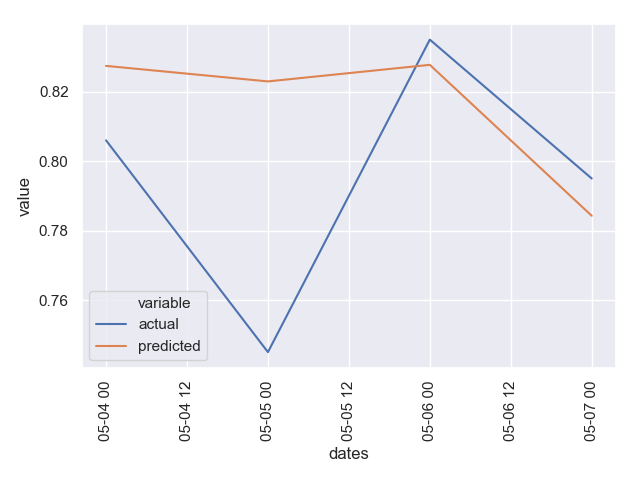 0.82
0.80
0.78
0.76
value
variable
actual
predicted
05-04 00
05-04 12
05-05 00
05-05 12
05-06 00
05-06 12
05-07 00
dates